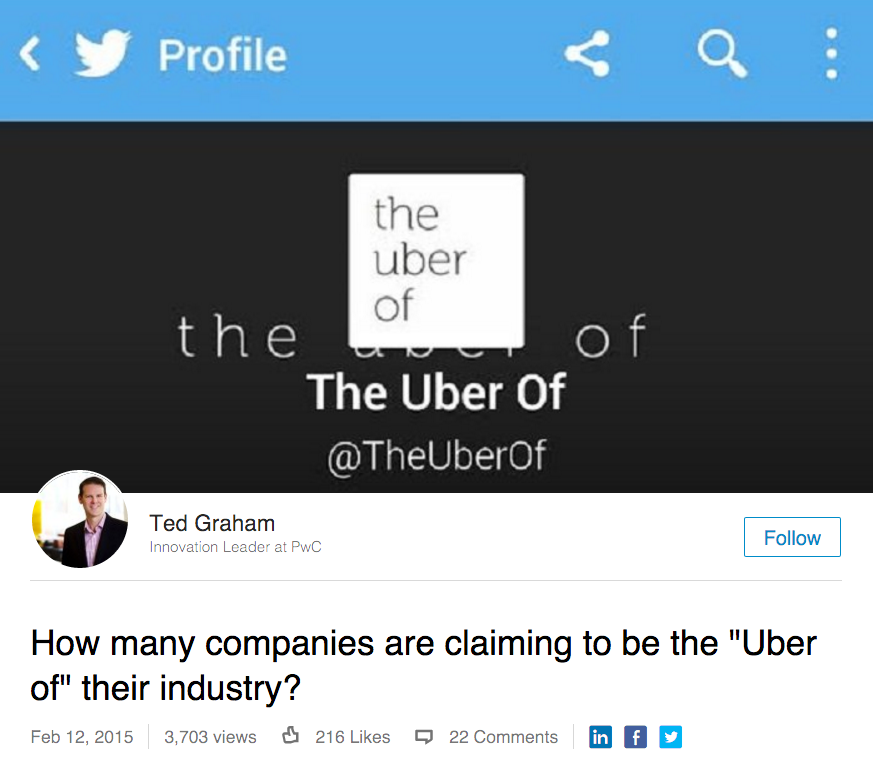 Profile
the
uber
of
the uber of
The Uber Of
@TheUberOf
Ted Graham
Innovation Leader at PwC
Follow
How many companies are claiming to be the "Uber
of" their industry?
Feb 12, 2015 3,703 views 216 Likes 22 Comments in f